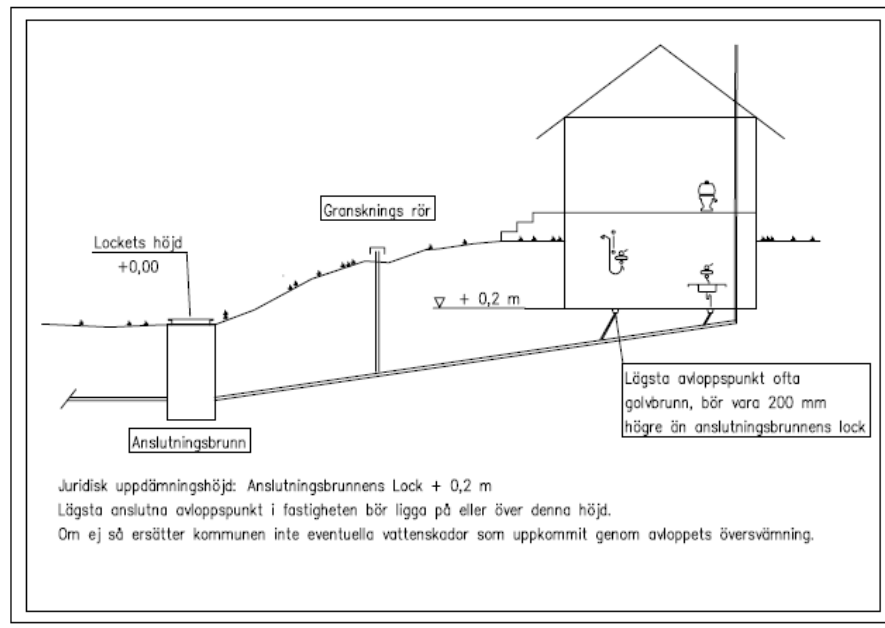 Gransknings rör
Lockets höjd
+0,00
+ 0,2 m
Lägsta avloppspunkt ofta
golvbrunn, bör vara 200 mm
högre än anslutningsbrunnens lock
Anslutningsbrunn
Juridisk uppdämningshöjd: Anslutningsbrunnens Lock + 0,2 m
Lägsta anslutna avloppspunkt i fastigheten bör ligga på eller över denna höjd.
Om ej så ersätter kommunen inte eventuella vattenskador som uppkommit genom avloppets översvämning.